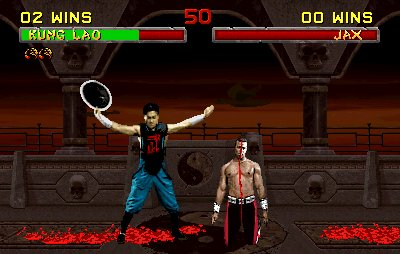 02 WINS
50
00 WINS
KUNG LAO
JAX